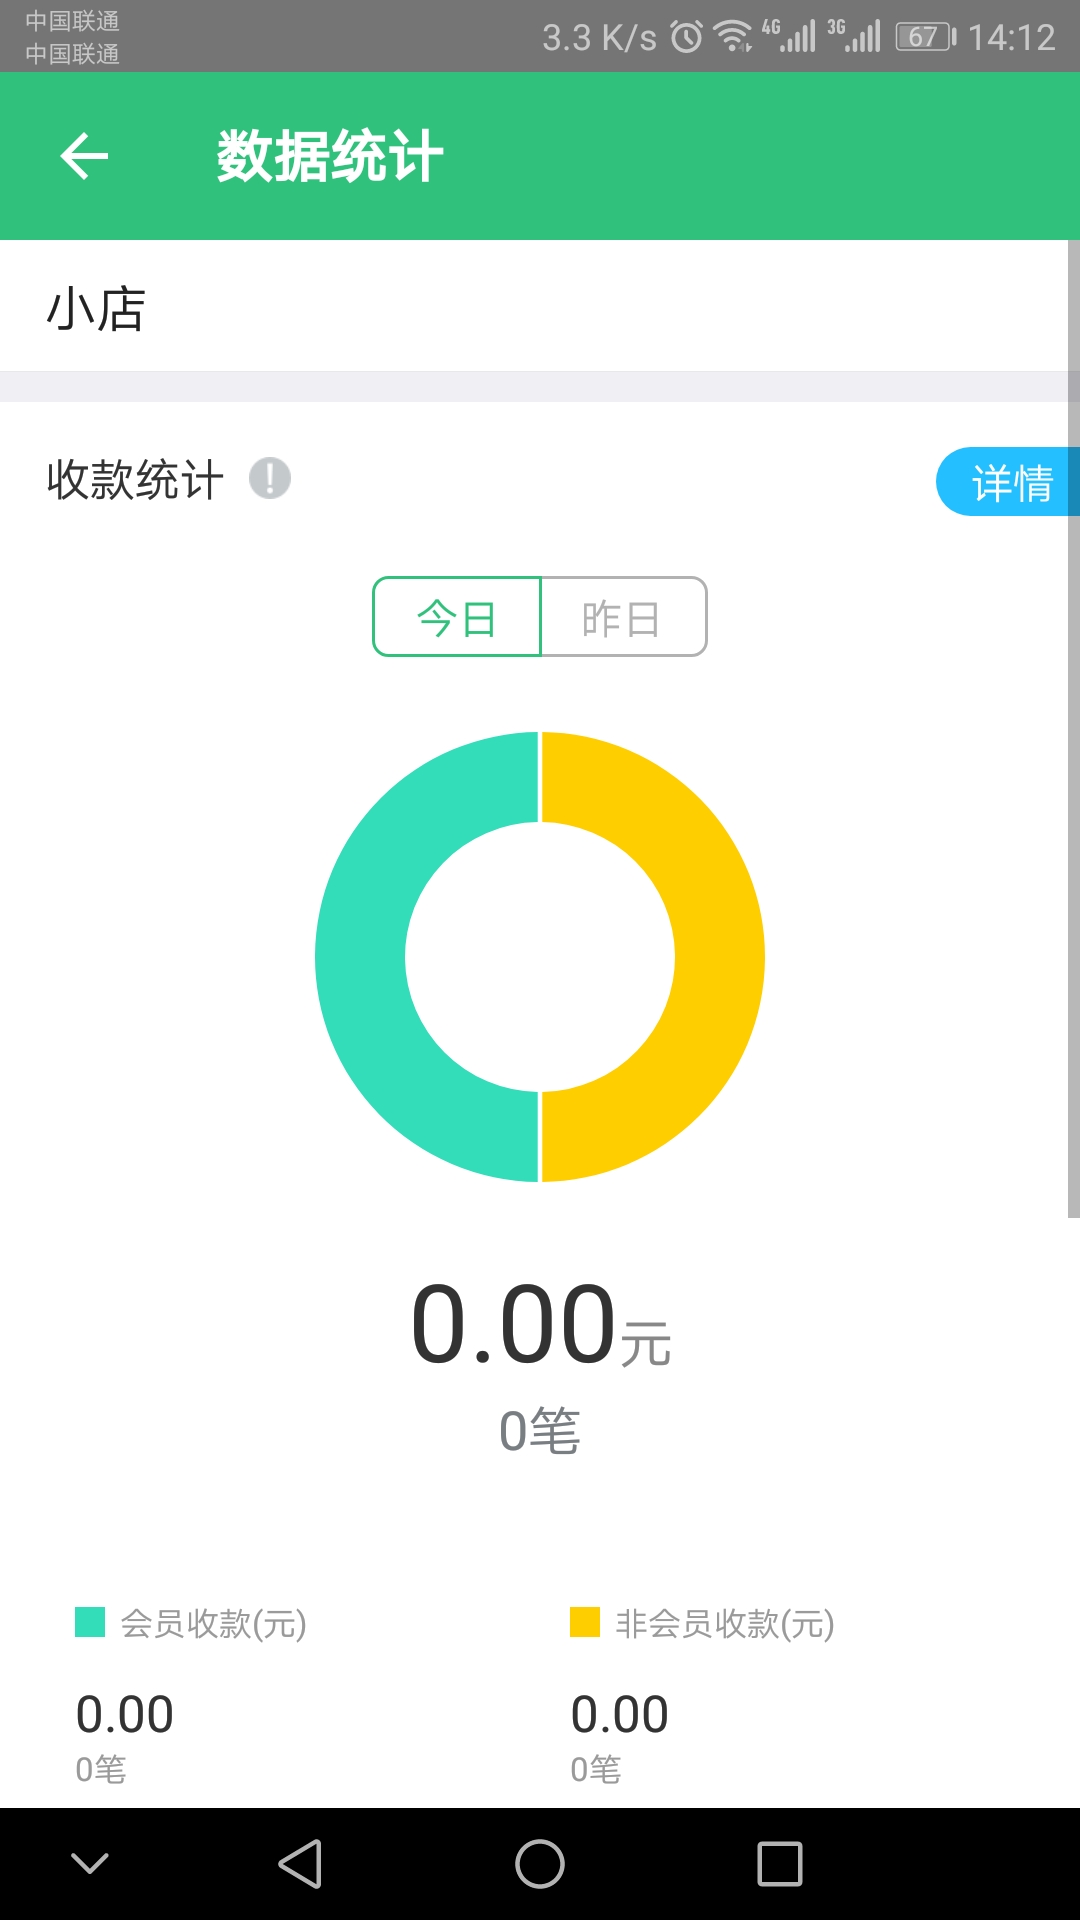 中国联通
中国联通
3.3 K/s 4G 3G 67 14:12
数据统计
小店
收款统计 !
详情
今日 昨日
0.00元
0笔
会员收款(元) 非会员收款(元)
0.00 0.00
0笔 0笔